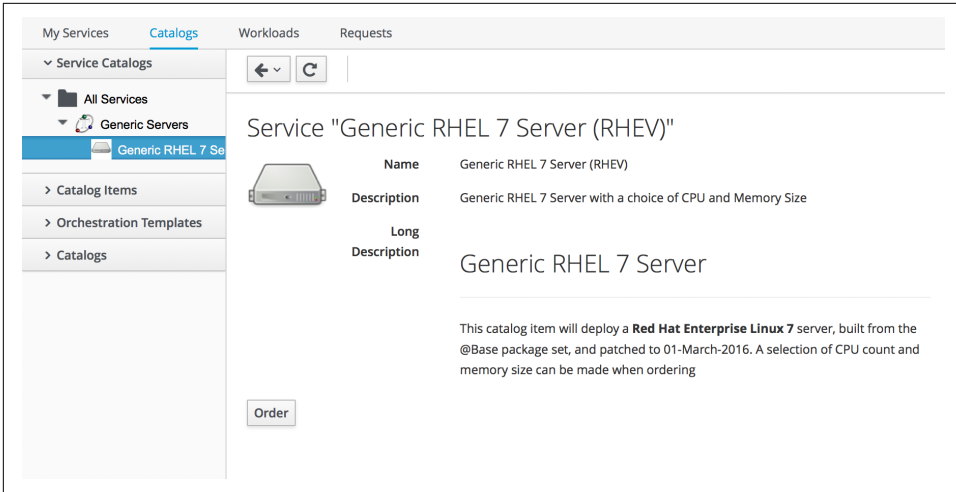 My Services Catalogs Workloads Requests
Service Catalogs
All Services
Generic Servers
Generic RHEL 7 Se
Catalog Items
Orchestration Templates
Catalogs
Service "Generic RHEL 7 Server (RHEV)"
Name Generic RHEL 7 Server (RHEV)
Description Generic RHEL 7 Server with a choice of CPU and Memory Size
Long
Description
Generic RHEL 7 Server
This catalog item will deploy a Red Hat Enterprise Linux 7 server, built from the
@Base package set, and patched to 01-March-2016. A selection of CPU count and
memory size can be made when ordering
Order